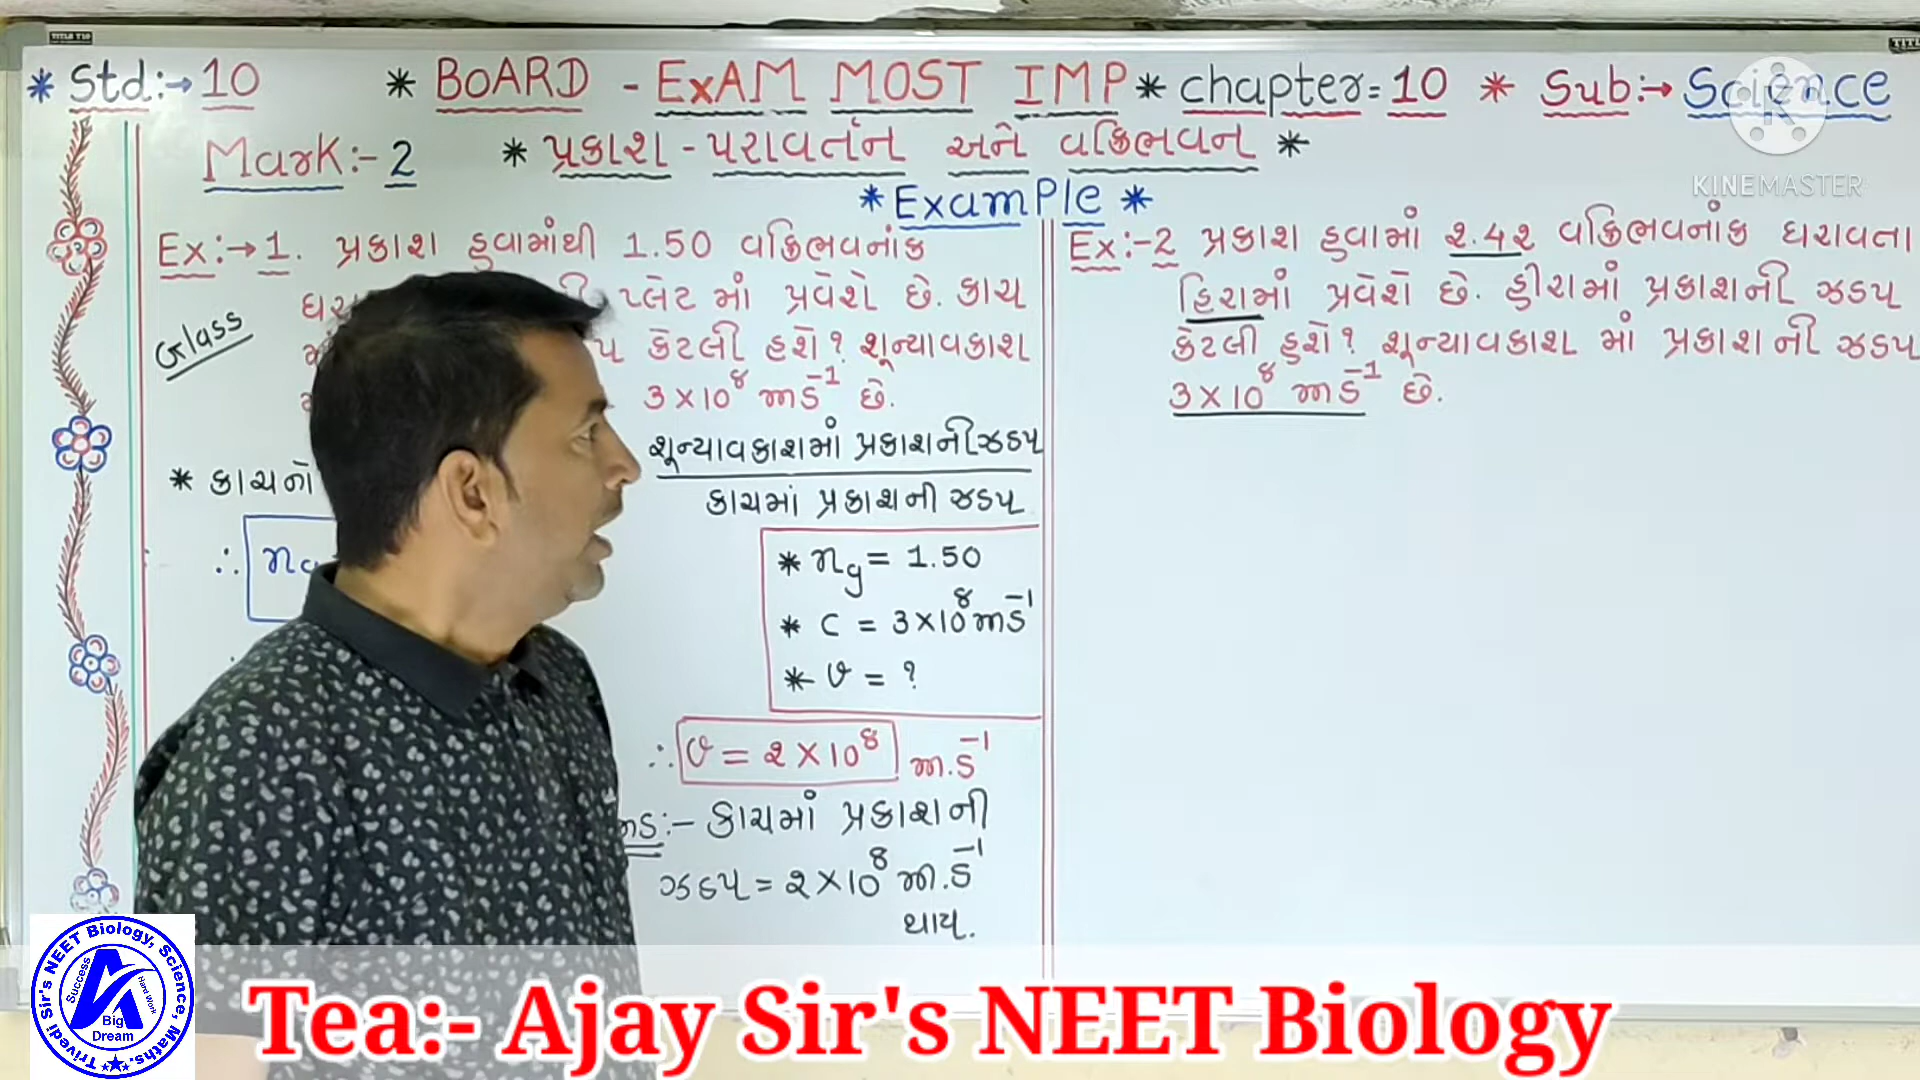 * Std:→ 10 * BOARD - EXAM MOST IMP * chapter = 10 * Sub:→ Science
Mark:- 2 * પ્રકાશ - પરાવર્તન અને વક્રિભવન *
* Example *
KINEMASTER
Ex:→ 1. પ્રકાશ હવામાંથી 1.50 વક્રિભવનાંક
પ્લેટ માં પ્રવેશે છે. કાચ
Glass
કેટલી હશે? શૂન્યાવકાશ
3×10⁸ મS⁻¹ છે.
* કાચનો
શૂન્યાવકાશમાં પ્રકાશની ઝડપ
કાચમાં પ્રકાશની ઝડપ
∴
* ng = 1.50
* c = 3×10⁸ mS⁻¹
* v = ?
∴ v = 2 × 10⁸ મ.S⁻¹
:- કાચમાં પ્રકાશની
ઝડપ = 2×10⁸ મ.S⁻¹
થાય.
Ex:- 2 પ્રકાશ હવામાં 2.42 વક્રિભવનાંક ધરાવતા
હિરામાં પ્રવેશે છે. હીરામાં પ્રકાશની ઝડપ
કેટલી હશે? શૂન્યાવકાશ માં પ્રકાશ ની ઝડપ
3×10⁸ મS⁻¹ છે.
Trivedi Sir's NEET Biology, Science, Maths.
Success
Hard Work
Big
Dream
Tea:- Ajay Sir's NEET Biology